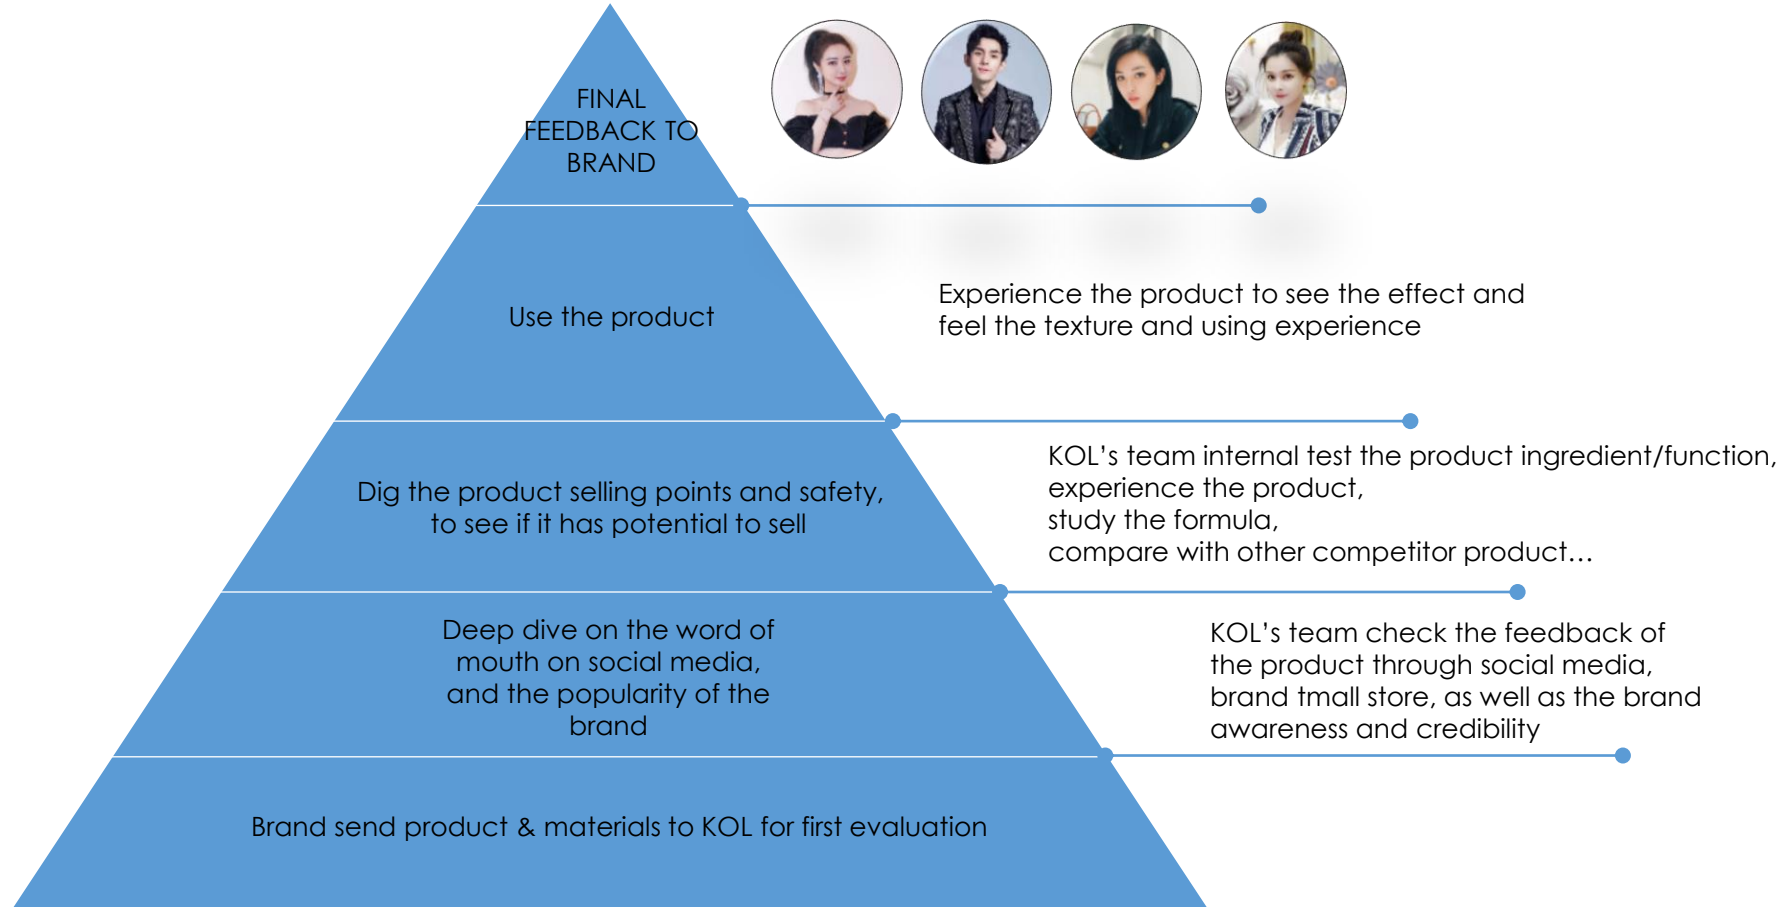 FINAL
FEEDBACK TO
BRAND
Use the product
Experience the product to see the effect and
feel the texture and using experience
Dig the product selling points and safety,
to see if it has potential to sell
KOL’s team internal test the product ingredient/function,
experience the product,
study the formula,
compare with other competitor product…
Deep dive on the word of
mouth on social media,
and the popularity of the
brand
KOL’s team check the feedback of
the product through social media,
brand tmall store, as well as the brand
awareness and credibility
Brand send product & materials to KOL for first evaluation